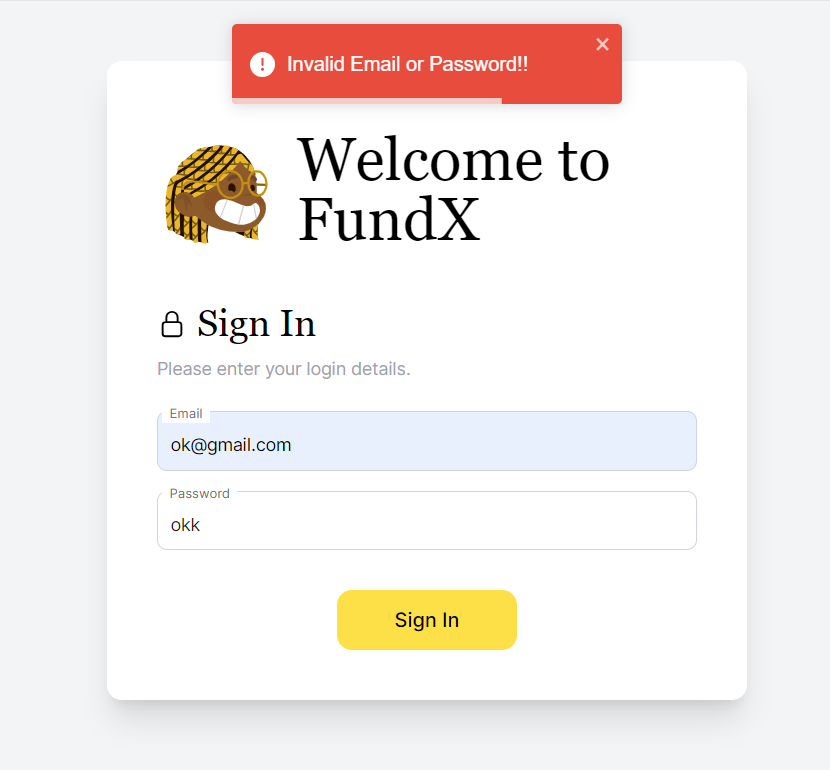 Invalid Email or Password!!
Welcome to
FundX
Sign In
Please enter your login details.
Email
ok@gmail.com
Password
okk
Sign In